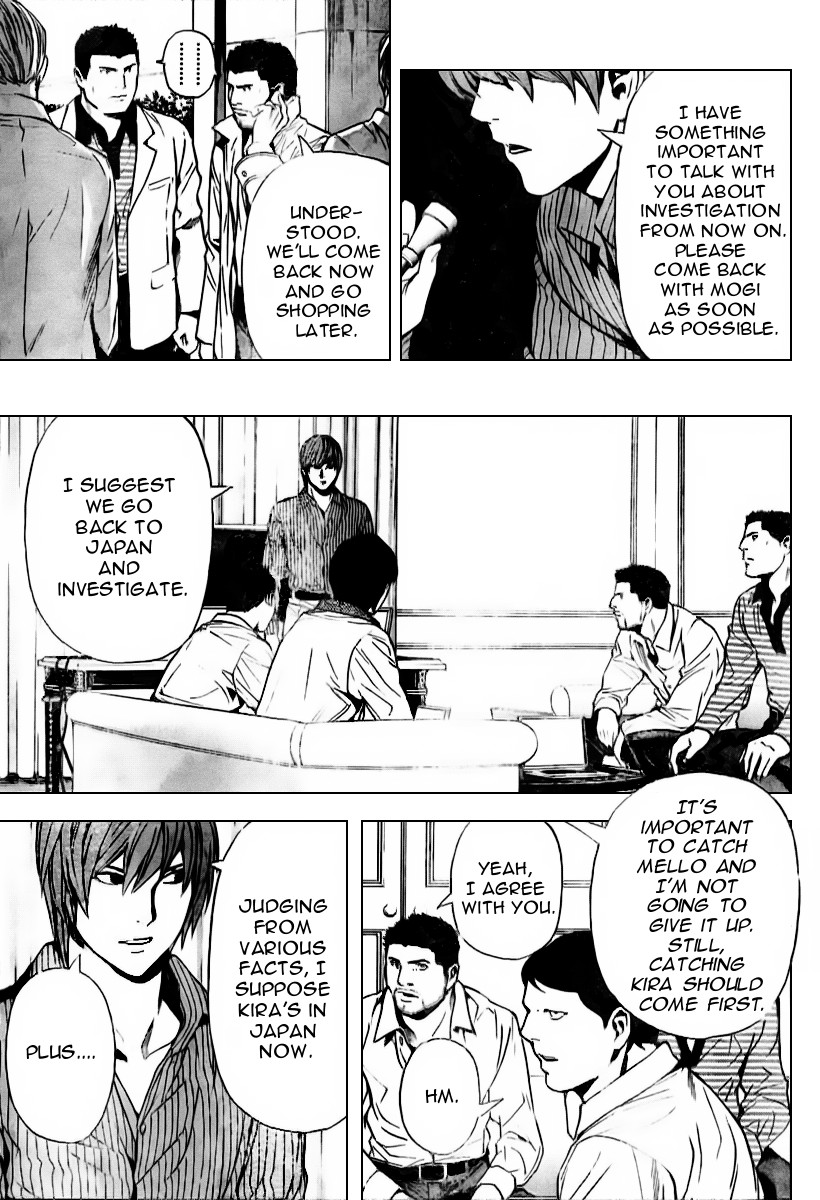 I HAVE
SOMETHING
IMPORTANT
TO TALK WITH
YOU ABOUT
INVESTIGATION
FROM NOW ON.
PLEASE
COME BACK
WITH MOGI
AS SOON
AS POSSIBLE.
UNDER-
STOOD.
WE'LL COME
BACK NOW
AND GO
SHOPPING
LATER.
I SUGGEST
WE GO
BACK TO
JAPAN
AND
INVESTIGATE.
IT'S
IMPORTANT
TO CATCH
MELLO AND
I'M NOT
GOING TO
GIVE IT UP.
STILL,
CATCHING
KIRA SHOULD
COME FIRST.
YEAH,
I AGREE
WITH YOU.
HM.
JUDGING
FROM
VARIOUS
FACTS, I
SUPPOSE
KIRA'S IN
JAPAN
NOW.
PLUS....